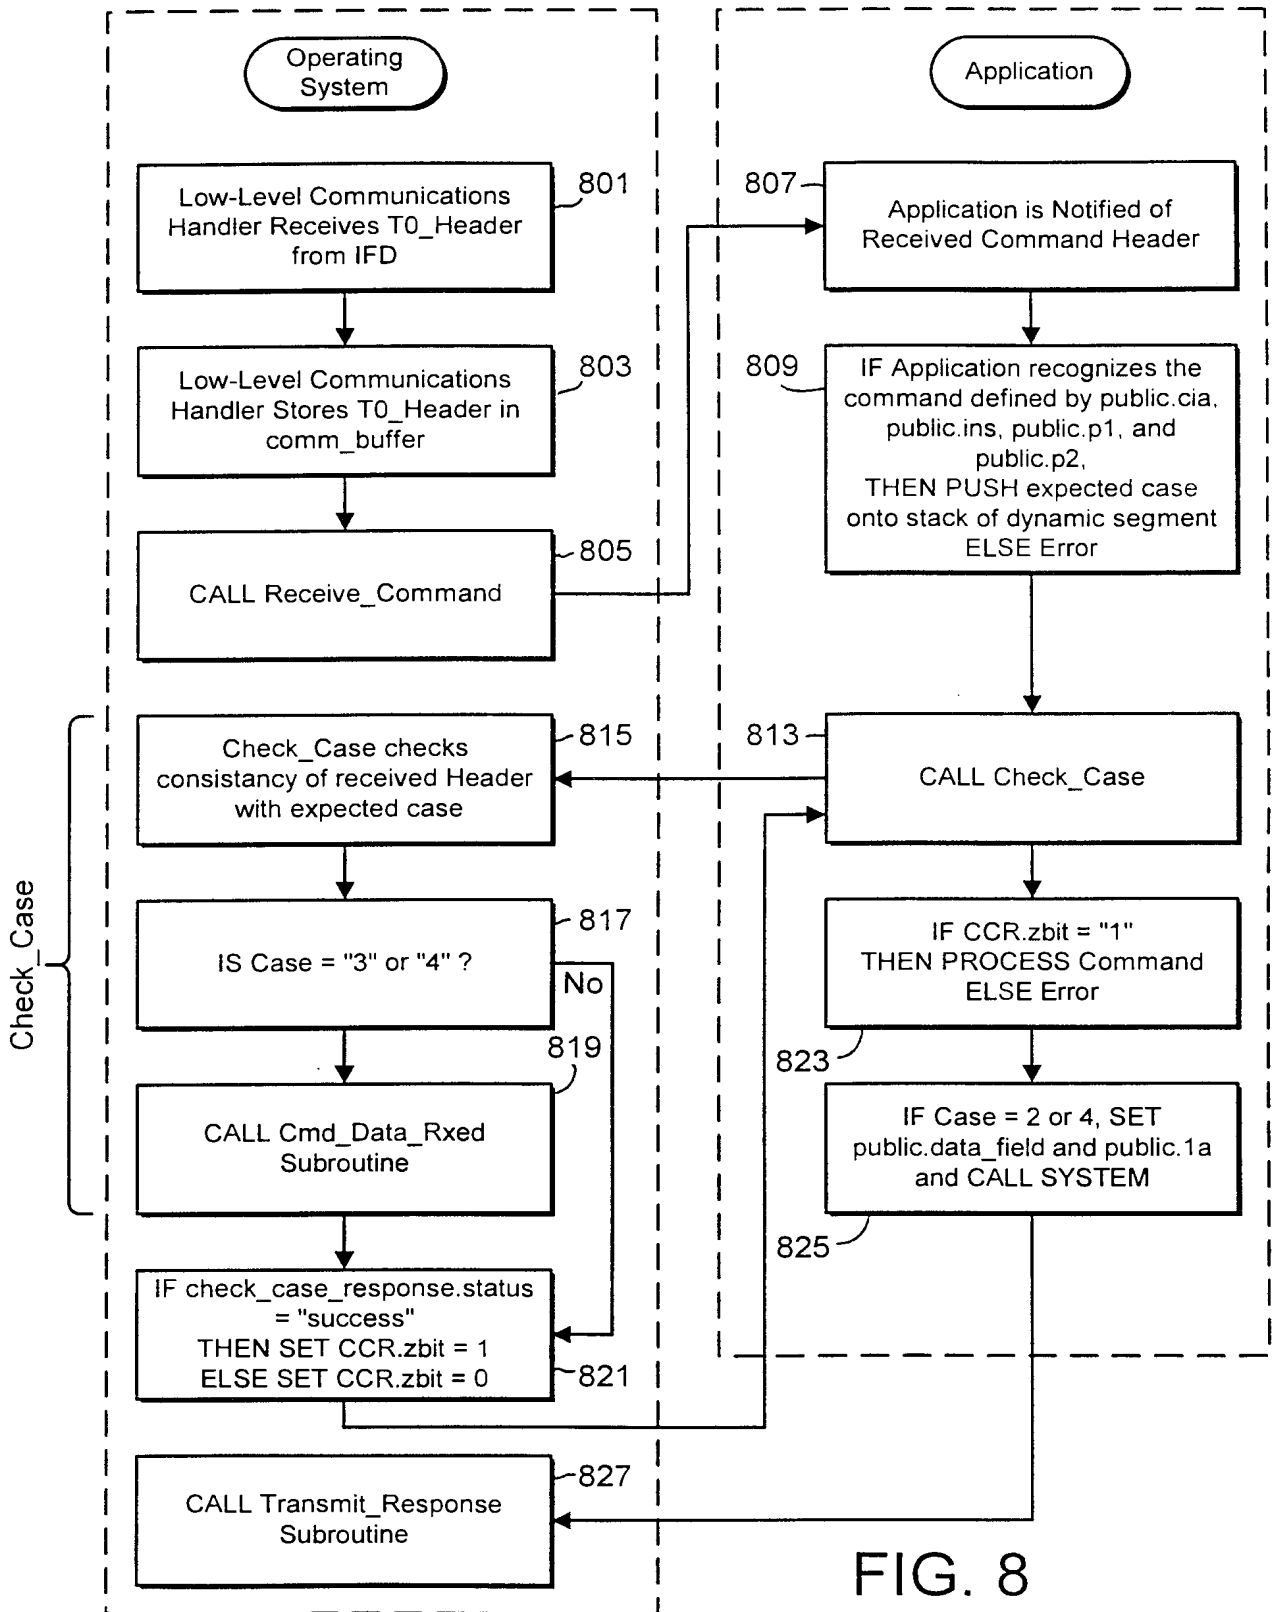 Operating
System
801
Low-Level Communications
Handler Receives T0_Header
from IFD
803
Low-Level Communications
Handler Stores T0_Header in
comm_buffer
805
CALL Receive_Command
Check_Case
815
Check_Case checks
consistancy of received Header
with expected case
817
IS Case = "3" or "4" ?
No
819
CALL Cmd_Data_Rxed
Subroutine
IF check_case_response.status
= "success"
THEN SET CCR.zbit = 1
ELSE SET CCR.zbit = 0
821
827
CALL Transmit_Response
Subroutine
Application
807
Application is Notified of
Received Command Header
809
IF Application recognizes the
command defined by public.cia,
public.ins, public.p1, and
public.p2,
THEN PUSH expected case
onto stack of dynamic segment
ELSE Error
813
CALL Check_Case
IF CCR.zbit = "1"
THEN PROCESS Command
ELSE Error
823
IF Case = 2 or 4, SET
public.data_field and public.1a
and CALL SYSTEM
825
FIG. 8